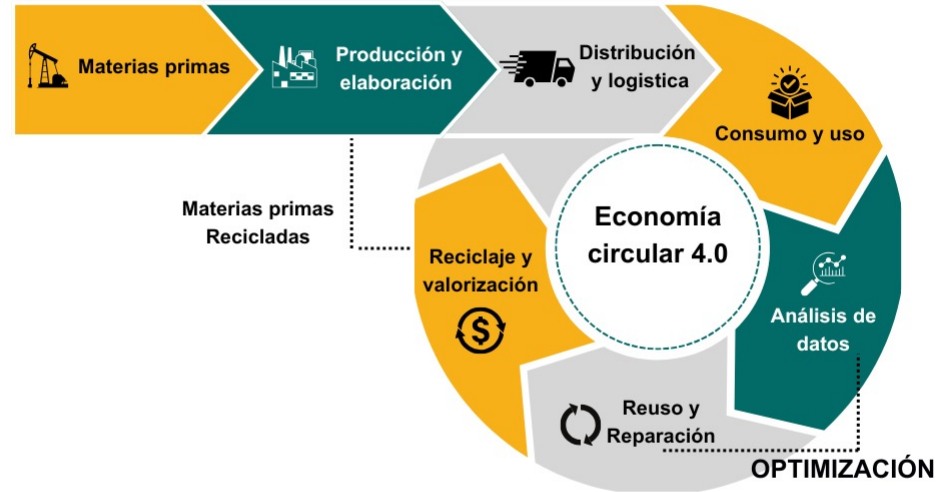 Materias primas
Producción y
elaboración
Distribución
y logistica
Consumo y uso
Materias primas
Recicladas
Economía
circular 4.0
Reciclaje y
valorización
$
Análisis de
datos
Reuso y
Reparación
OPTIMIZACIÓN